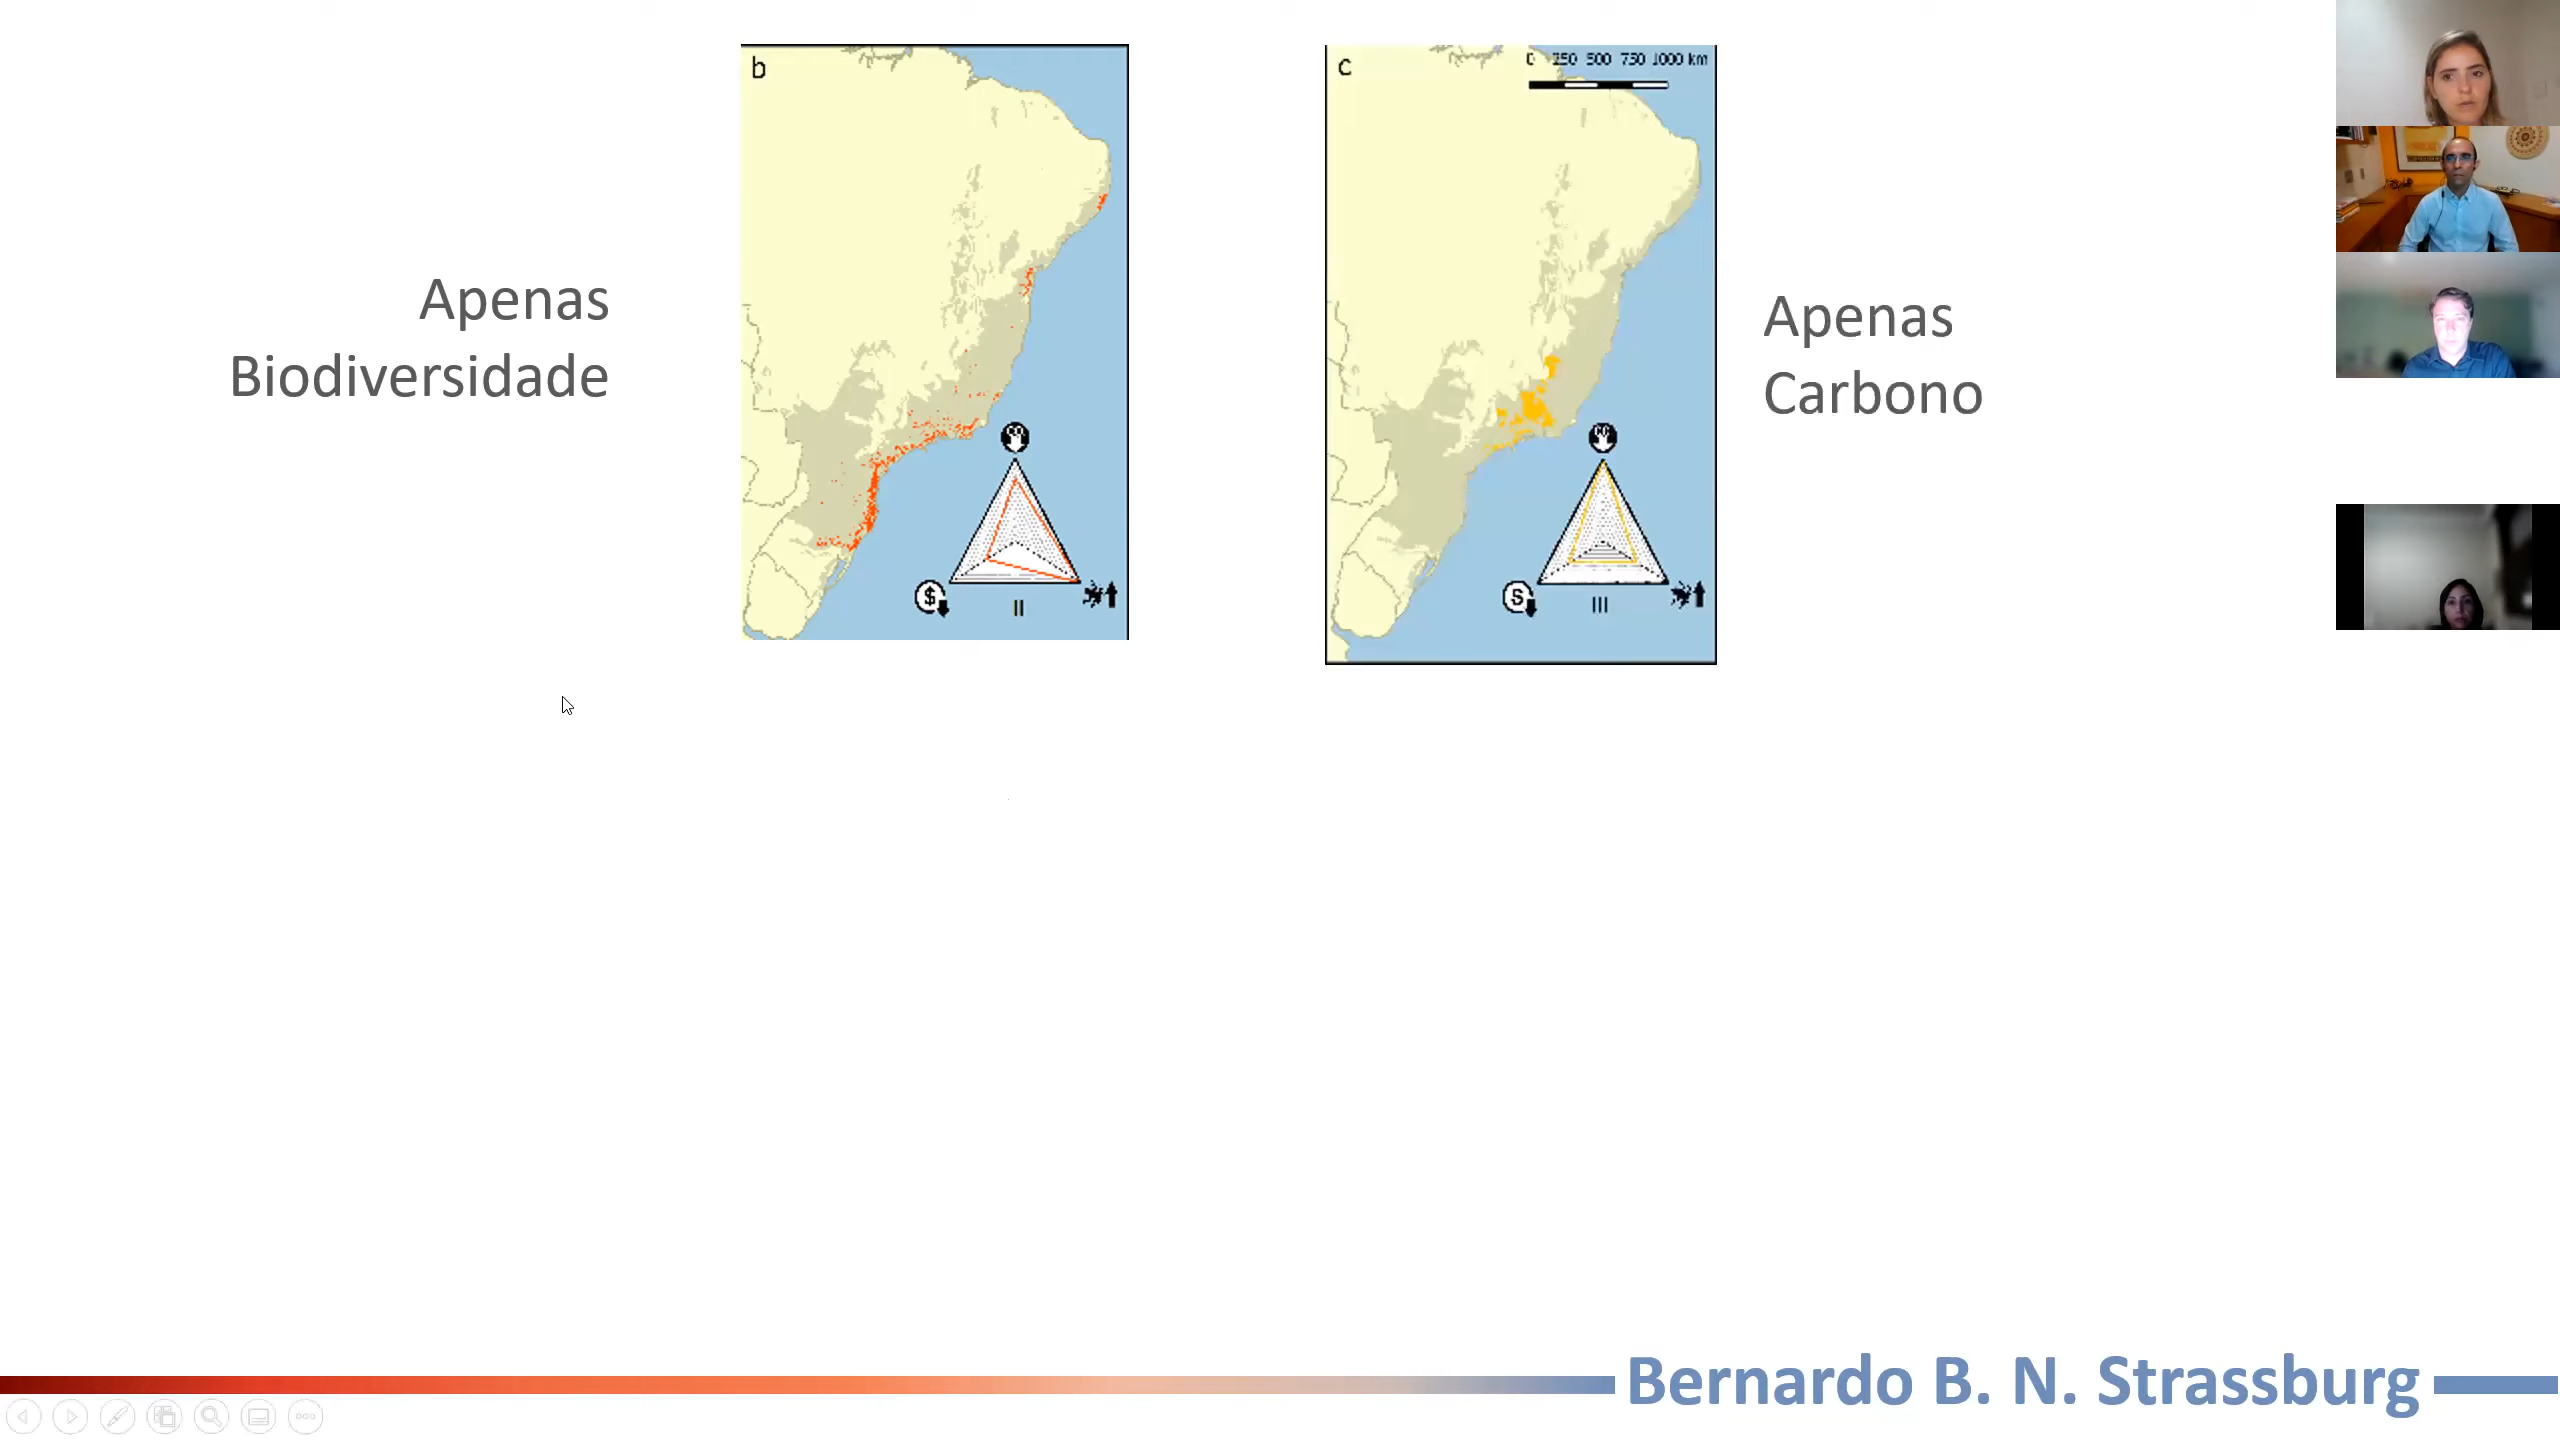 b
Apenas
Biodiversidade
$
II
c
0 250 500 750 1000 km
$
III
Apenas
Carbono
Bernardo B. N. Strassburg